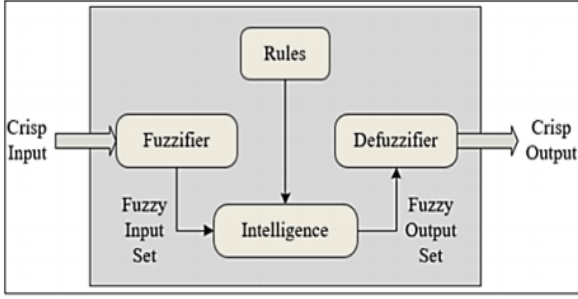 Rules
Crisp
Input
Fuzzifier
Defuzzifier
Crisp
Output
Fuzzy
Input
Set
Intelligence
Fuzzy
Output
Set